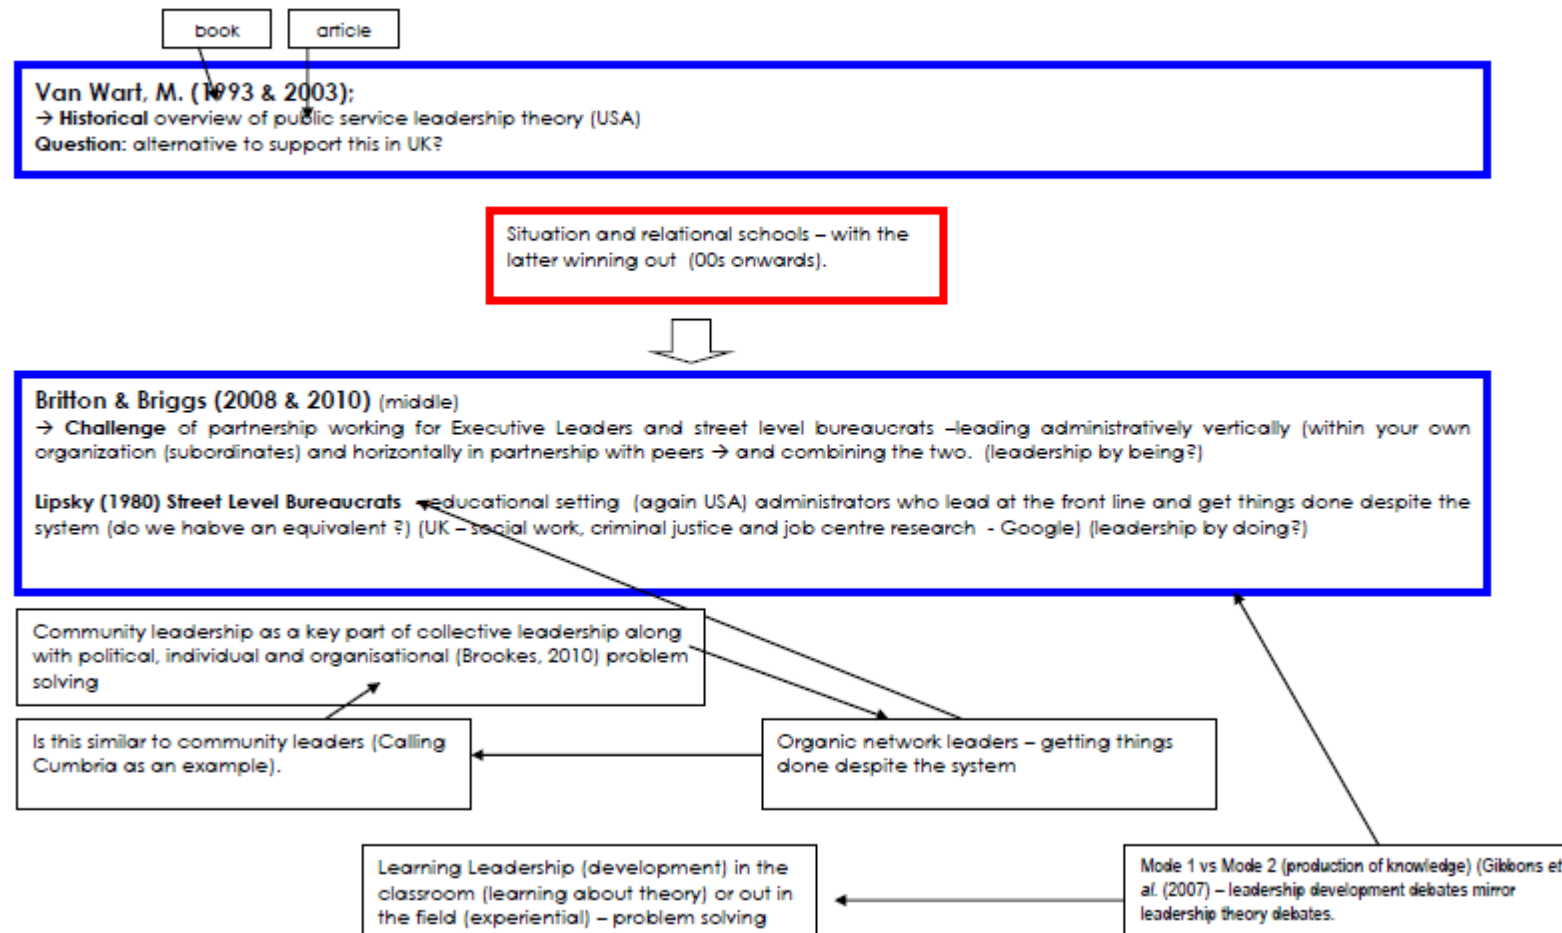 book
article
Van Wart, M. (1993 & 2003);
→ Historical overview of public service leadership theory (USA)
Question: alternative to support this in UK?
Situation and relational schools – with the
latter winning out (00s onwards).
Britton & Briggs (2008 & 2010) (middle)
→ Challenge of partnership working for Executive Leaders and street level bureaucrats –leading administratively vertically (within your own
organization (subordinates) and horizontally in partnership with peers → and combining the two. (leadership by being?)
Lipsky (1980) Street Level Bureaucrats – educational setting (again USA) administrators who lead at the front line and get things done despite the
system (do we habve an equivalent ?) (UK – social work, criminal justice and job centre research - Google) (leadership by doing?)
Community leadership as a key part of collective leadership along
with political, individual and organisational (Brookes, 2010) problem
solving
Is this similar to community leaders (Calling
Cumbria as an example).
Organic network leaders – getting things
done despite the system
Learning Leadership (development) in the
classroom (learning about theory) or out in
the field (experiential) – problem solving
Mode 1 vs Mode 2 (production of knowledge) (Gibbons et
al. (2007) – leadership development debates mirror
leadership theory debates.